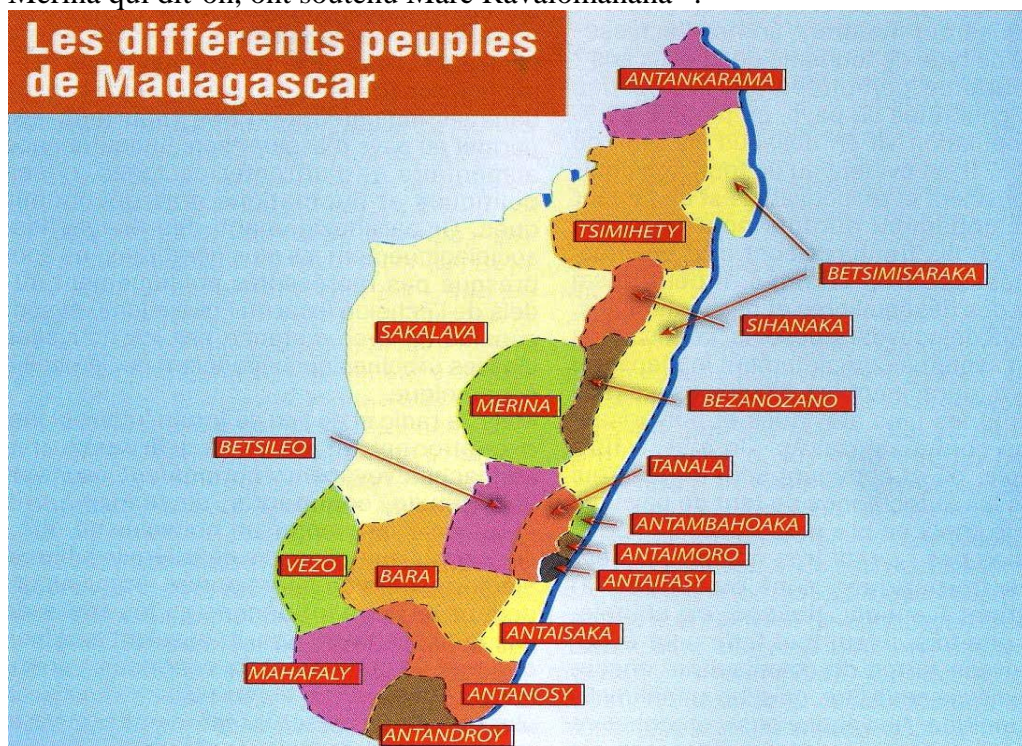 Merina qui dit-on, ont soutenu Marc Ravalomanana
Les différents peuples
de Madagascar
ANTANKARAMA
TSIMIHETY
BETSIMISARAKA
SAKALAVA
SIHANAKA
MERINA
BEZANOZANO
BETSILEO
TANALA
ANTAMBAHOAKA
ANTAIMORO
VEZO
BARA
ANTAIFASY
ANTAISAKA
MAHAFALY
ANTANOSY
ANTANDROY